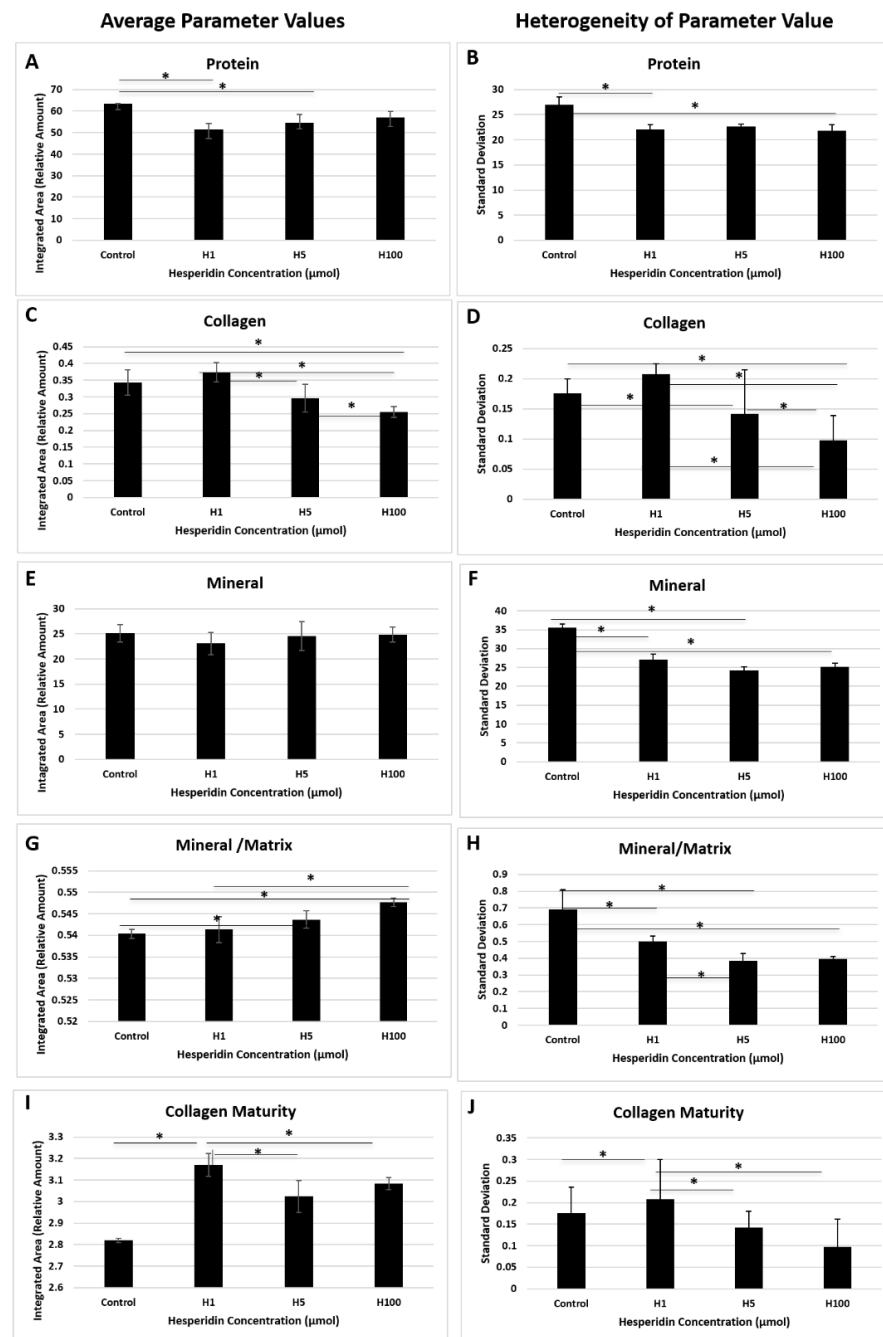 Average Parameter Values
Heterogeneity of Parameter Value
A
Protein
Integrated Area (Relative Amount)
70
60
50
40
30
20
10
0
*
*
Control H1 H5 H100
Hesperidin Concentration (µmol)
B
Protein
Standard Deviation
30
25
20
15
10
5
0
*
*
Control H1 H5 H100
Hesperidin Concentration (µmol)
C
Collagen
Integrated Area (Relative Amount)
0.45
0.4
0.35
0.3
0.25
0.2
0.15
0.1
0.05
0
*
*
*
*
Control H1 H5 H100
Hesperidin Concentration (µmol)
D
Collagen
Standard Deviation
0.25
0.2
0.15
0.1
0.05
0
*
*
*
*
*
Control H1 H5 H100
Hesperidin Concentration (µmol)
E
Mineral
Intagrated Area (Relative Amount)
30
25
20
15
10
5
0
Control H1 H5 H100
Hesperidin Concentration (µmol)
F
Mineral
Standard Deviation
40
35
30
25
20
15
10
5
0
*
*
*
Control H1 H5 H100
Hesperidin Concentration (µmol)
G
Mineral /Matrix
Integrated Area (Relative Amount)
0.555
0.55
0.545
0.54
0.535
0.53
0.525
0.52
*
*
*
Control H1 H5 H100
Hesperidin Concentration (µmol)
H
Mineral/Matrix
Standard Deviation
0.9
0.8
0.7
0.6
0.5
0.4
0.3
0.2
0.1
0
*
*
*
*
Control H1 H5 H100
Hesperidin Concentration (µmol)
I
Collagen Maturity
Integrated Area (Relative Amount)
3.3
3.2
3.1
3
2.9
2.8
2.7
2.6
*
*
*
Control H1 H5 H100
Hesperidin Concentration (µmol)
J
Collagen Maturity
Standard Deviation
0.35
0.3
0.25
0.2
0.15
0.1
0.05
0
*
*
*
Control H1 H5 H100
Hesperidin Concentration (µmol)